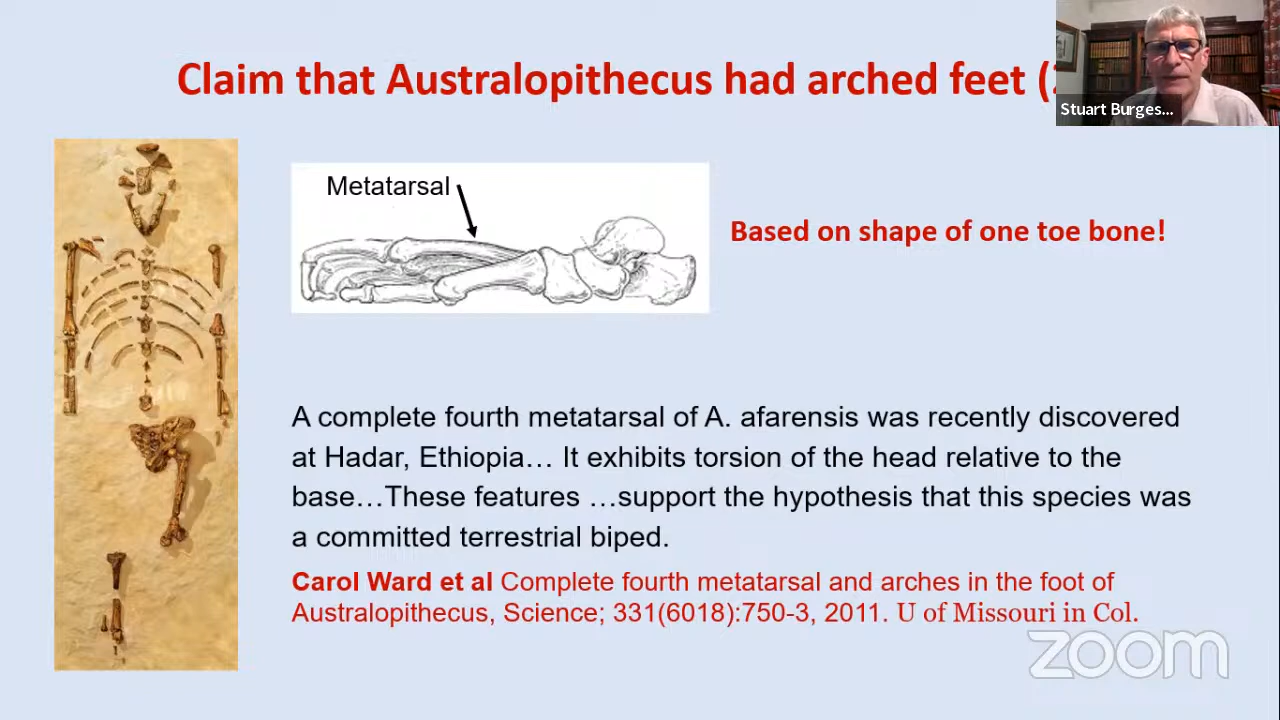 Claim that Australopithecus had arched feet (
Stuart Burges...
Metatarsal
Based on shape of one toe bone!
A complete fourth metatarsal of A. afarensis was recently discovered
at Hadar, Ethiopia… It exhibits torsion of the head relative to the
base…These features …support the hypothesis that this species was
a committed terrestrial biped.
Carol Ward et al Complete fourth metatarsal and arches in the foot of
Australopithecus, Science; 331(6018):750-3, 2011. U of Missouri in Col.
zoom